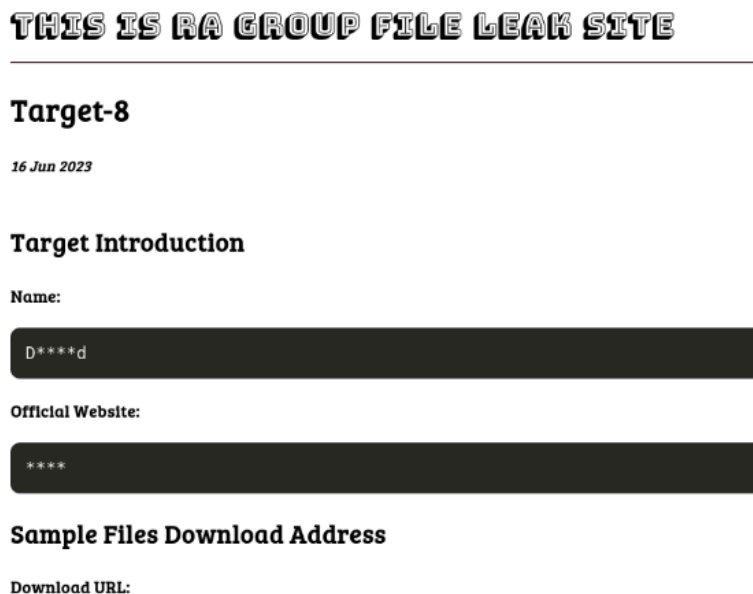 THIS IS RA GROUP FILE LEAK SITE
Target-8
16 Jun 2023
Target Introduction
Name:
D****d
Official Website:
****
Sample Files Download Address
Download URL: